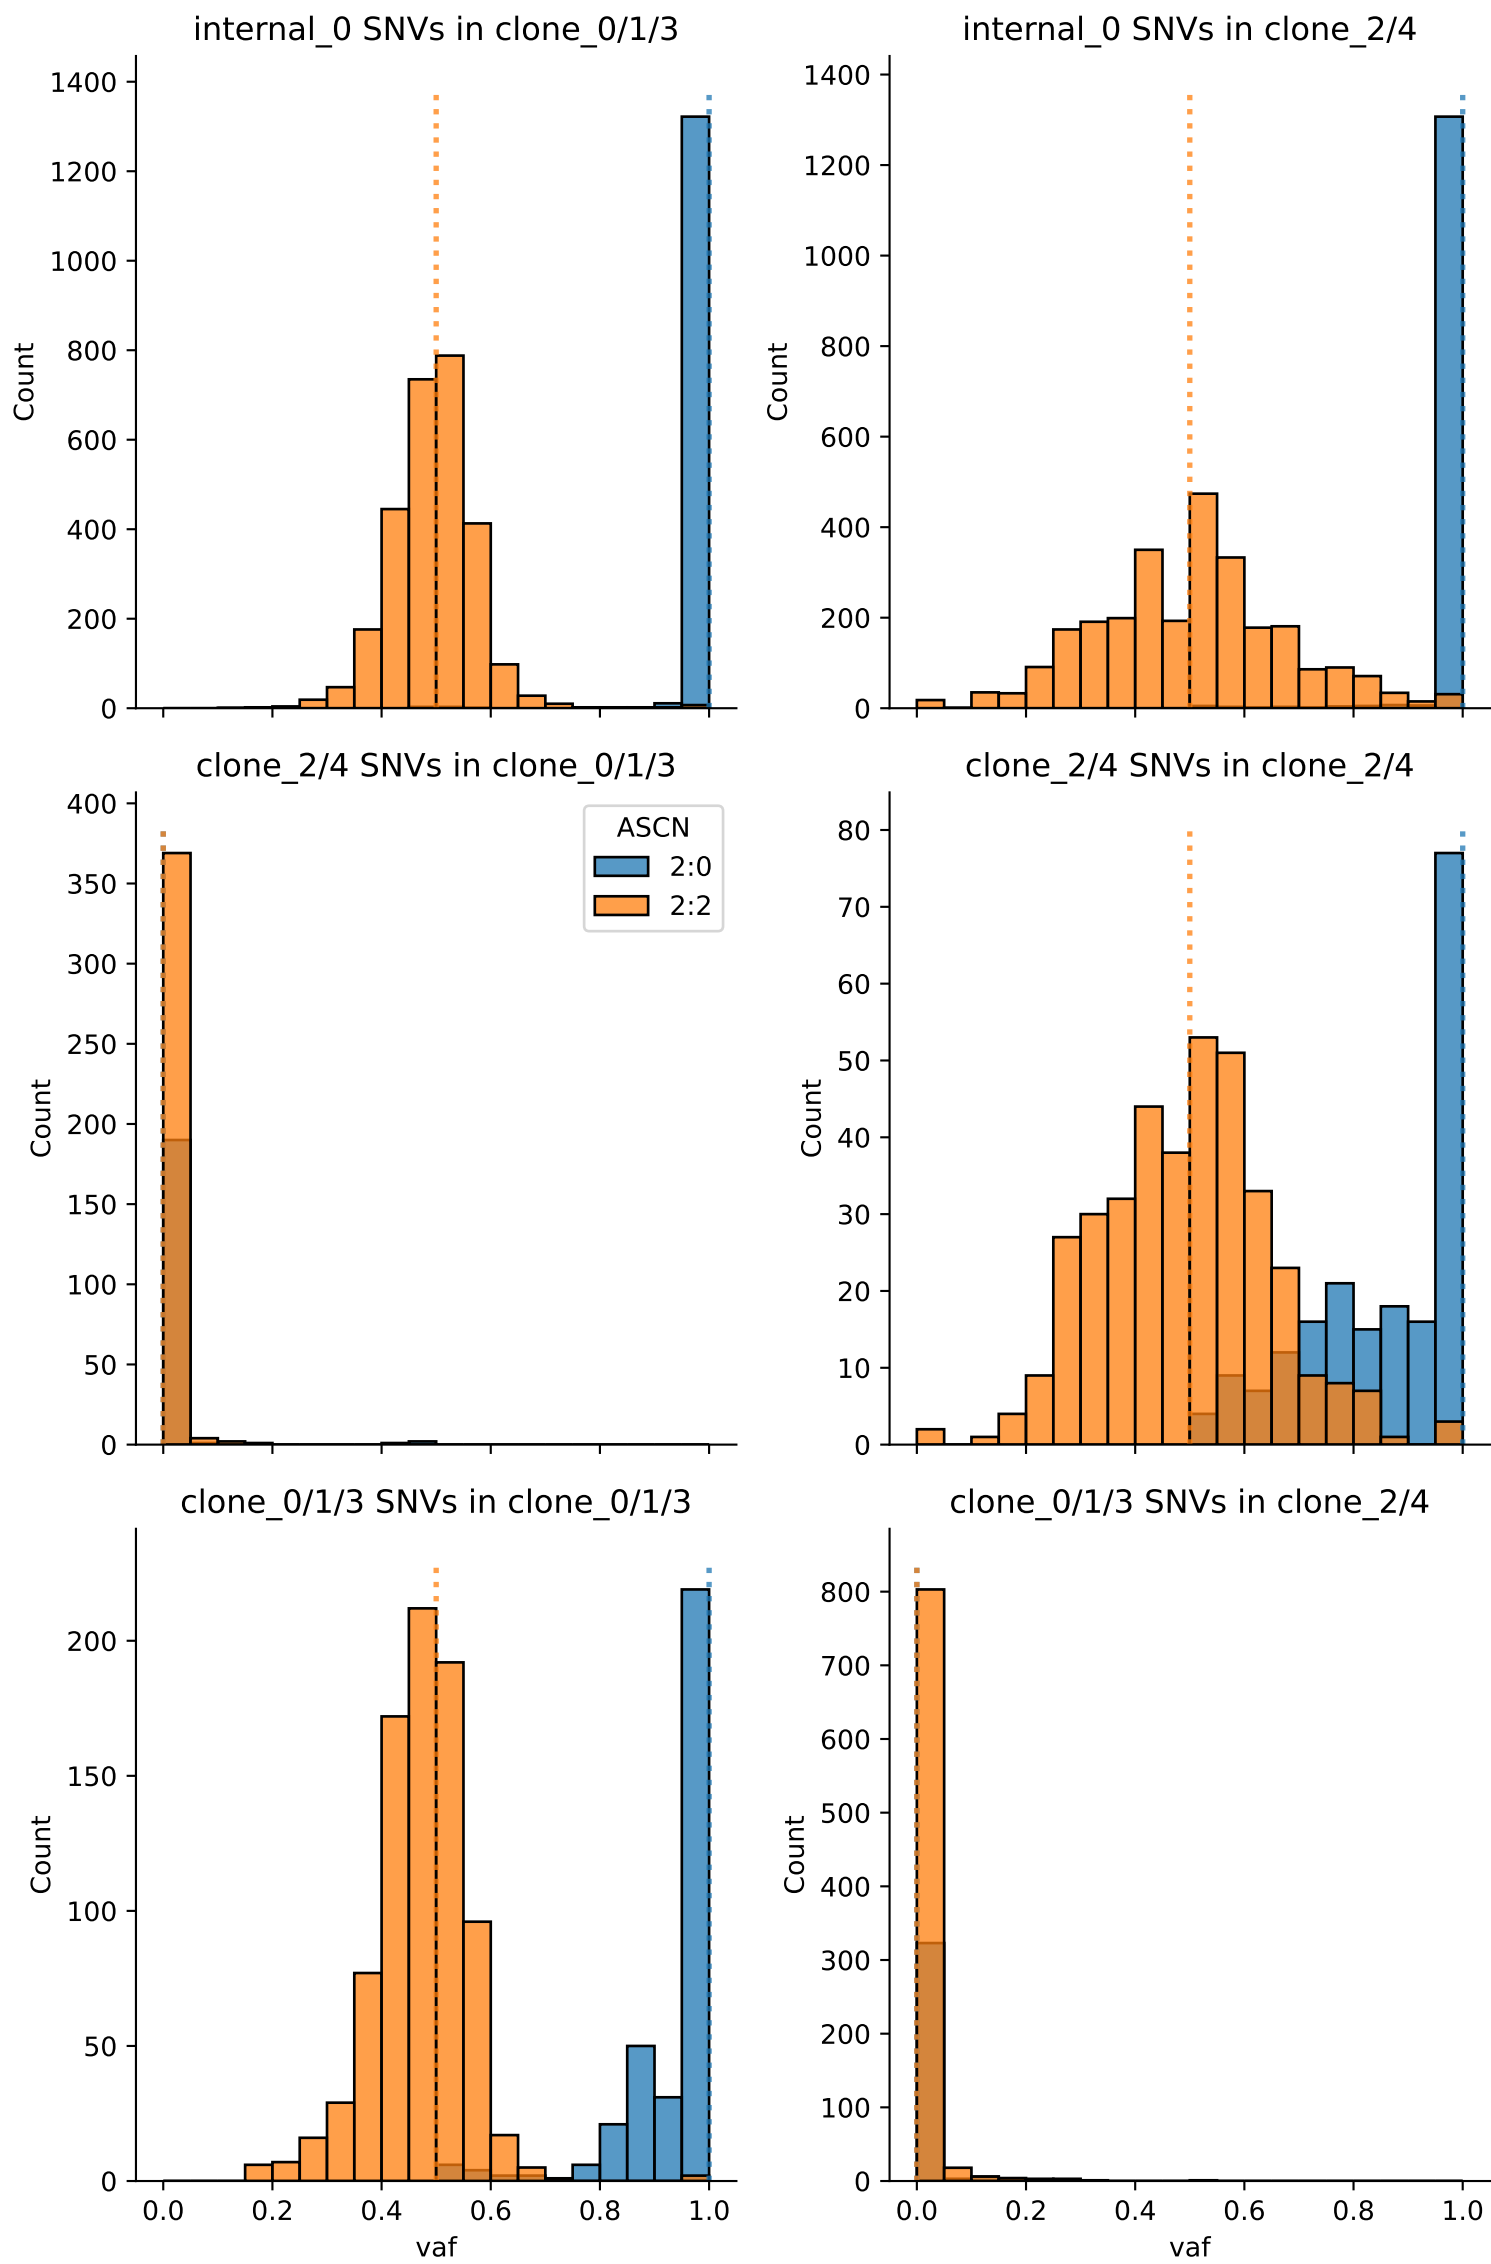 internal_0 SNVs in clone_0/1/3
Count
1400
1200
1000
800
600
400
200
0
internal_0 SNVs in clone_2/4
Count
1400
1200
1000
800
600
400
200
0
clone_2/4 SNVs in clone_0/1/3
Count
400
350
300
250
200
150
100
50
0
ASCN
2:0
2:2
clone_2/4 SNVs in clone_2/4
Count
80
70
60
50
40
30
20
10
0
clone_0/1/3 SNVs in clone_0/1/3
Count
200
150
100
50
0
0.0 0.2 0.4 0.6 0.8 1.0
vaf
clone_0/1/3 SNVs in clone_2/4
Count
800
700
600
500
400
300
200
100
0
0.0 0.2 0.4 0.6 0.8 1.0
vaf